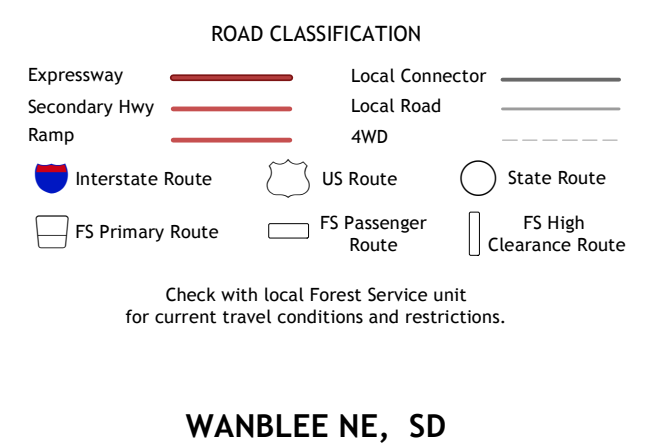 ROAD CLASSIFICATION
Expressway
Local Connector
Secondary Hwy
Local Road
Ramp
4WD
Interstate Route
US Route
State Route
FS Primary Route
FS Passenger
Route
FS High
Clearance Route
Check with local Forest Service unit
for current travel conditions and restrictions.
WANBLEE NE, SD